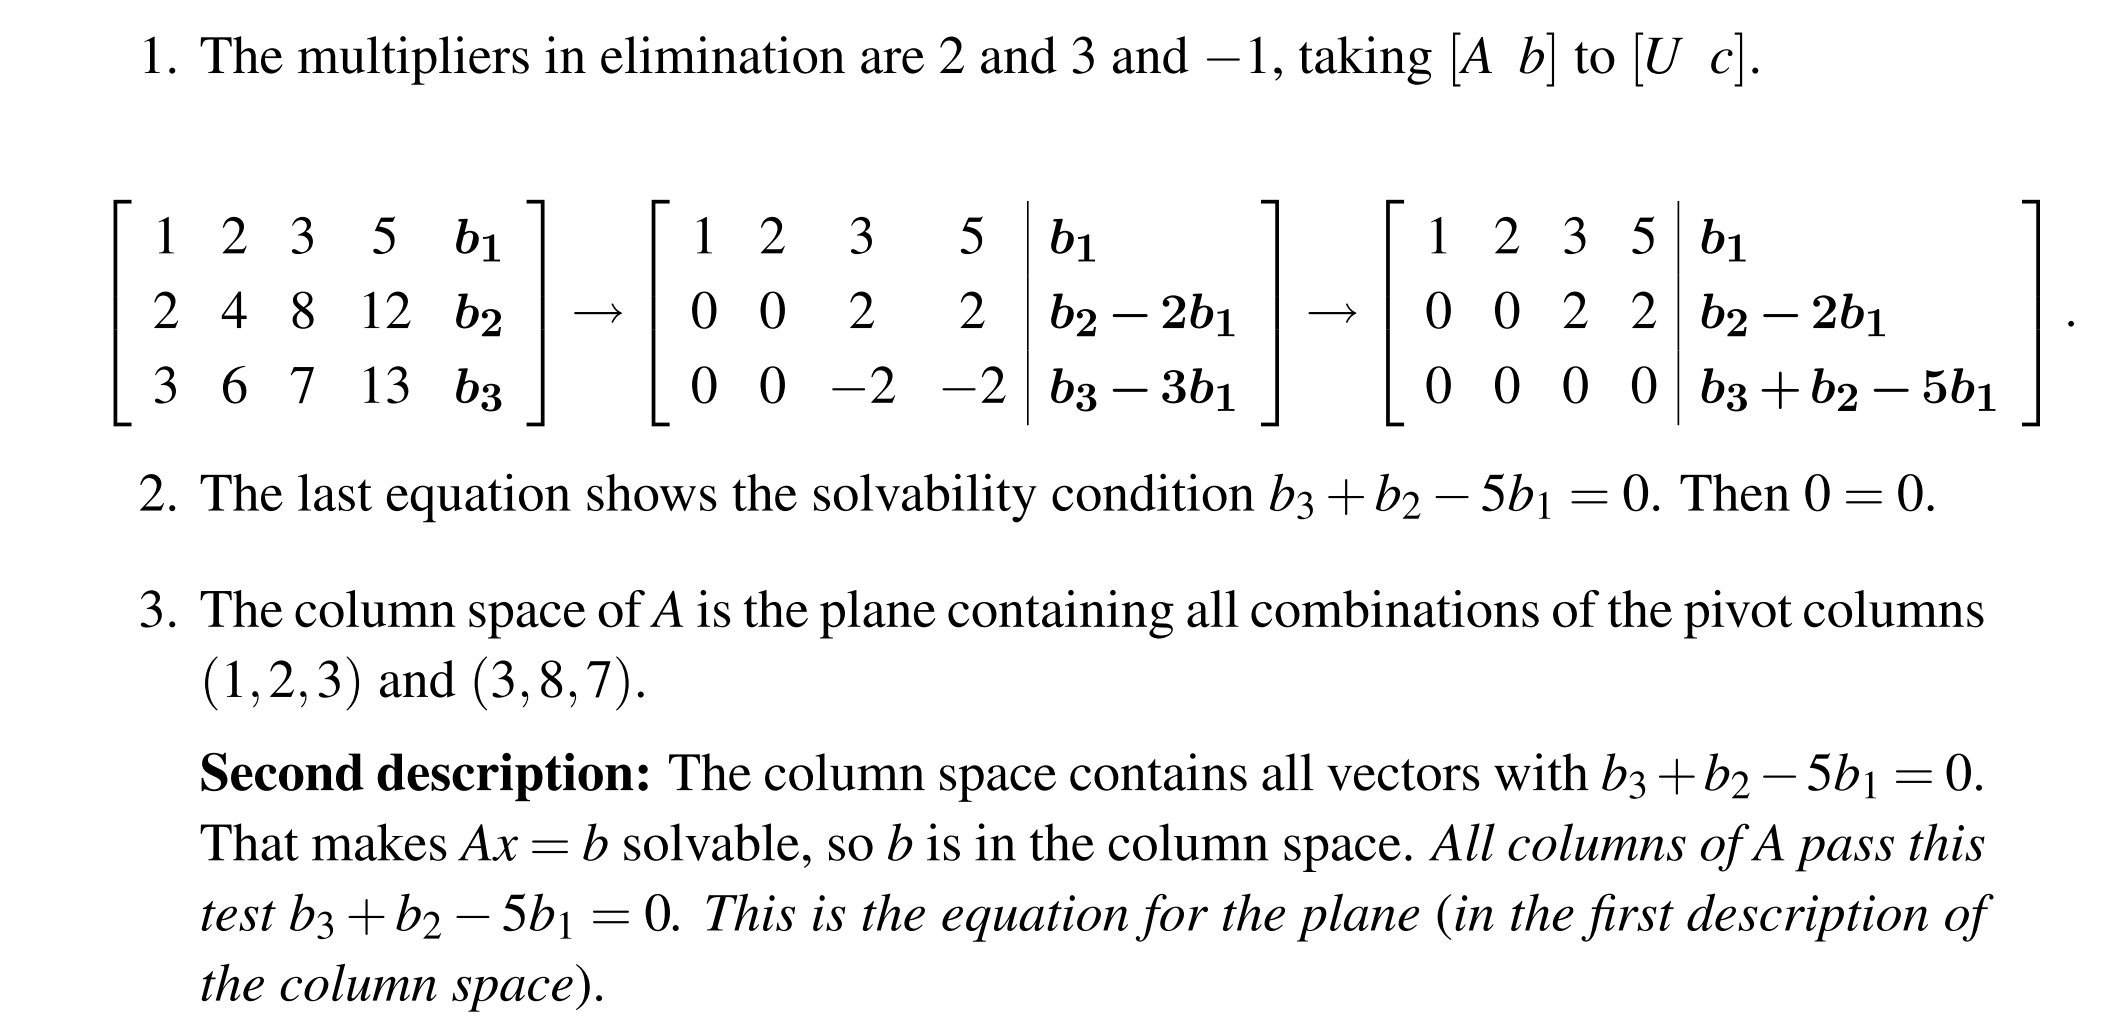 1. The multipliers in elimination are 2 and 3 and −1, taking [A b] to [U c].
[ 1 2 3 5 b₁ ] [ 1 2 3 5 | b₁ ] [ 1 2 3 5 | b₁ ]
[ 2 4 8 12 b₂ ] → [ 0 0 2 2 | b₂ − 2b₁ ] → [ 0 0 2 2 | b₂ − 2b₁ ] .
[ 3 6 7 13 b₃ ] [ 0 0 −2 −2 | b₃ − 3b₁ ] [ 0 0 0 0 | b₃ + b₂ − 5b₁ ]
2. The last equation shows the solvability condition b₃ + b₂ − 5b₁ = 0. Then 0 = 0.
3. The column space of A is the plane containing all combinations of the pivot columns
(1,2,3) and (3,8,7).
Second description: The column space contains all vectors with b₃ + b₂ − 5b₁ = 0.
That makes Ax = b solvable, so b is in the column space. All columns of A pass this
test b₃ + b₂ − 5b₁ = 0. This is the equation for the plane (in the first description of
the column space).